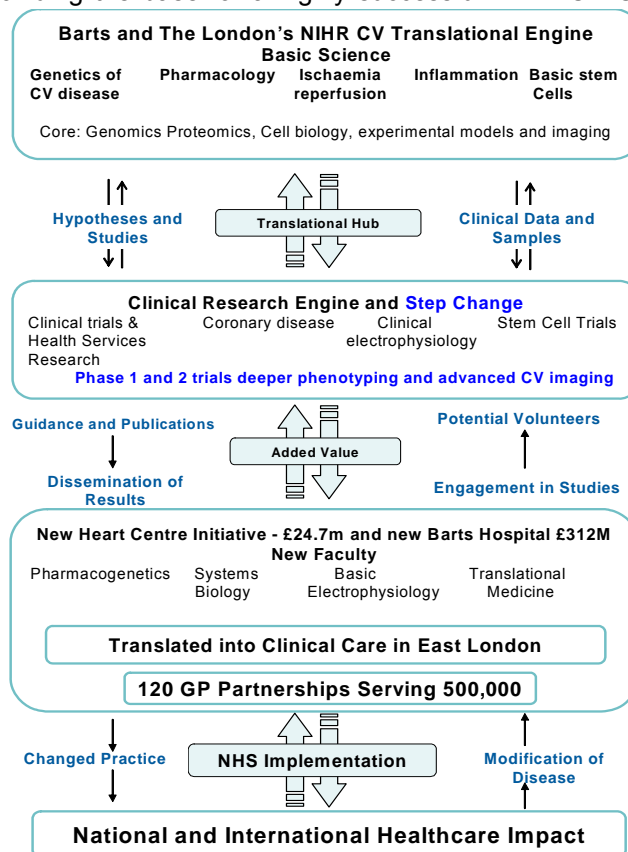 Barts and The London's NIHR CV Translational Engine
Basic Science
Genetics of CV disease
Pharmacology
Ischaemia reperfusion
Inflammation
Basic stem Cells
Core: Genomics Proteomics, Cell biology, experimental models and imaging
Hypotheses and Studies
Translational Hub
Clinical Data and Samples
Clinical Research Engine and Step Change
Clinical trials & Health Services Research
Coronary disease
Clinical electrophysiology
Stem Cell Trials
Phase 1 and 2 trials deeper phenotyping and advanced CV imaging
Guidance and Publications
Potential Volunteers
Added Value
Dissemination of Results
Engagement in Studies
New Heart Centre Initiative - £24.7m and new Barts Hospital £312M
New Faculty
Pharmacogenetics
Systems Biology
Basic Electrophysiology
Translational Medicine
Translated into Clinical Care in East London
120 GP Partnerships Serving 500,000
Changed Practice
NHS Implementation
Modification of Disease
National and International Healthcare Impact